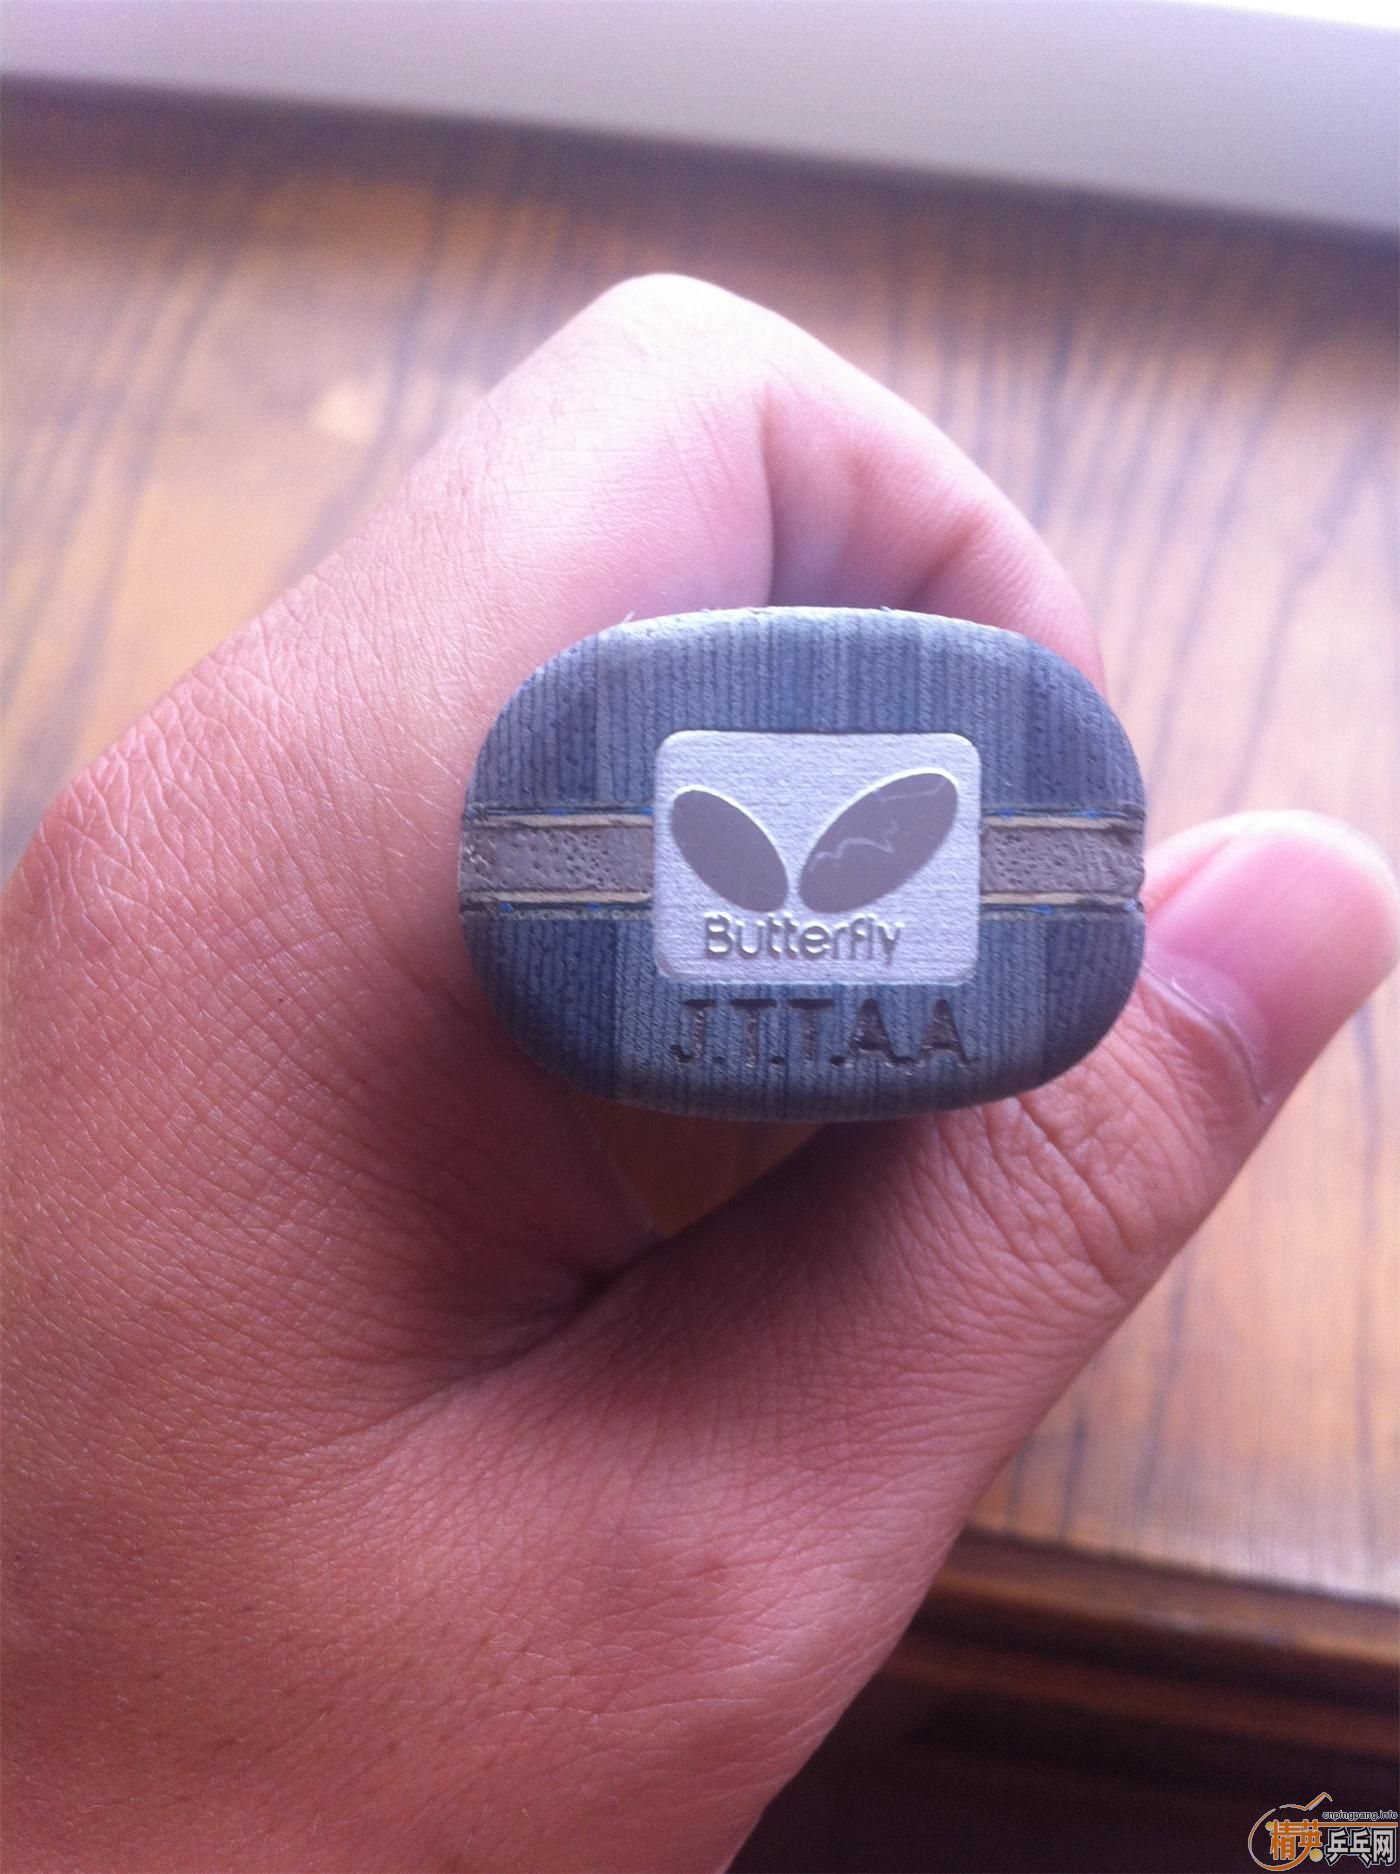 Butterfly
J.T.T.A.A
cnpingpang.info
精英乒乓网